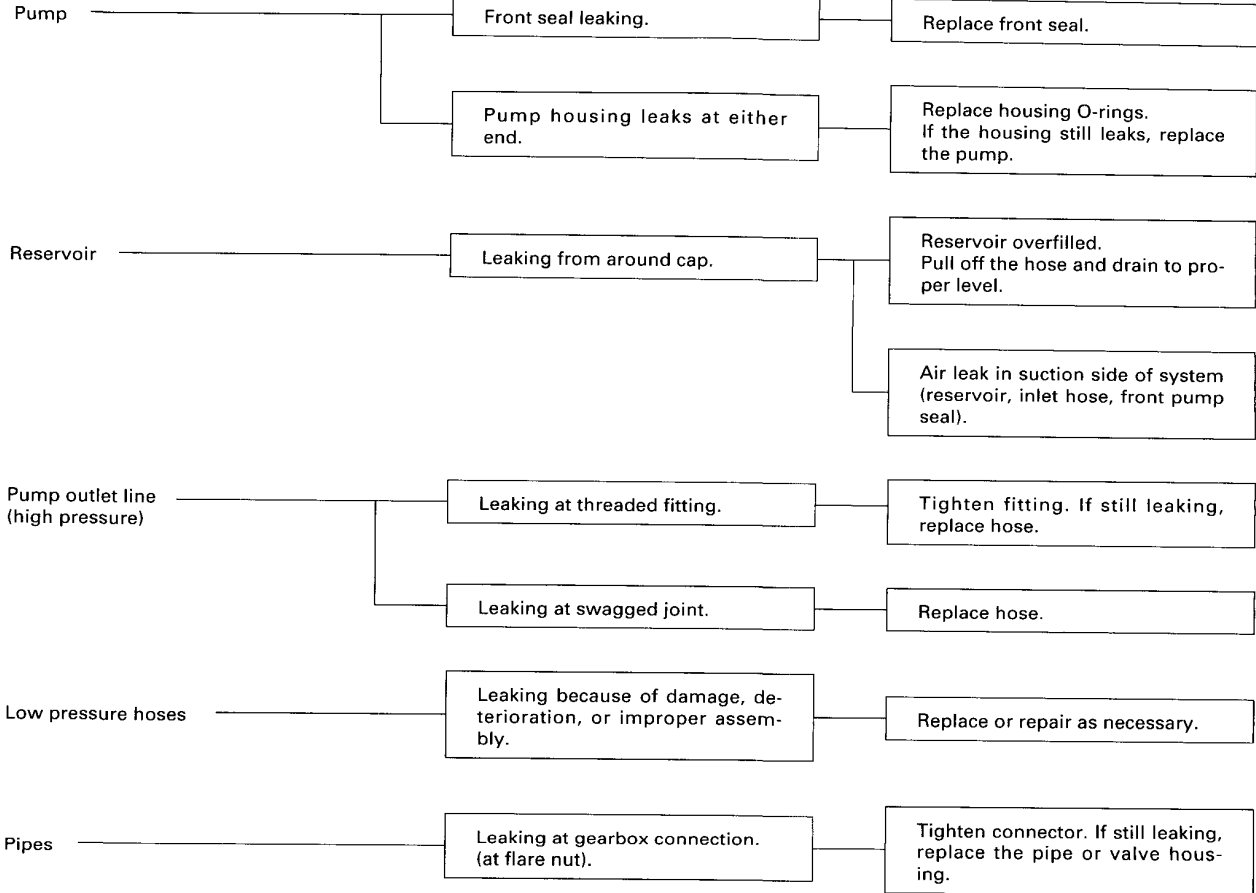 Pump
Front seal leaking.
Replace front seal.
Pump housing leaks at either
end.
Replace housing O-rings.
If the housing still leaks, replace
the pump.
Reservoir
Leaking from around cap.
Reservoir overfilled.
Pull off the hose and drain to pro-
per level.
Air leak in suction side of system
(reservoir, inlet hose, front pump
seal).
Pump outlet line
(high pressure)
Leaking at threaded fitting.
Tighten fitting. If still leaking,
replace hose.
Leaking at swagged joint.
Replace hose.
Low pressure hoses
Leaking because of damage, de-
terioration, or improper assem-
bly.
Replace or repair as necessary.
Pipes
Leaking at gearbox connection.
(at flare nut).
Tighten connector. If still leaking,
replace the pipe or valve hous-
ing.